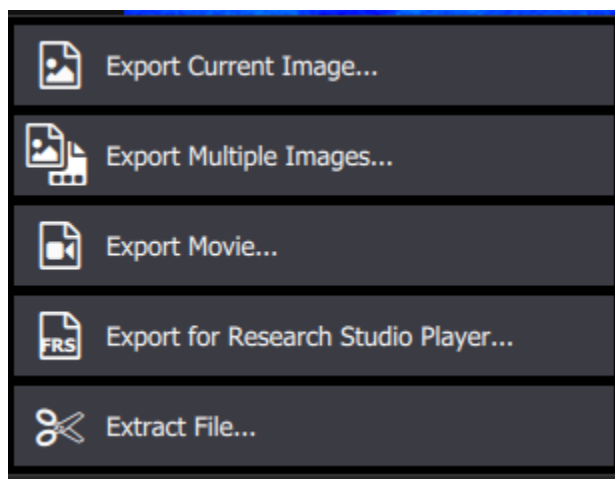 Export Current Image...
Export Multiple Images...
Export Movie...
FRS
Export for Research Studio Player...
Extract File...